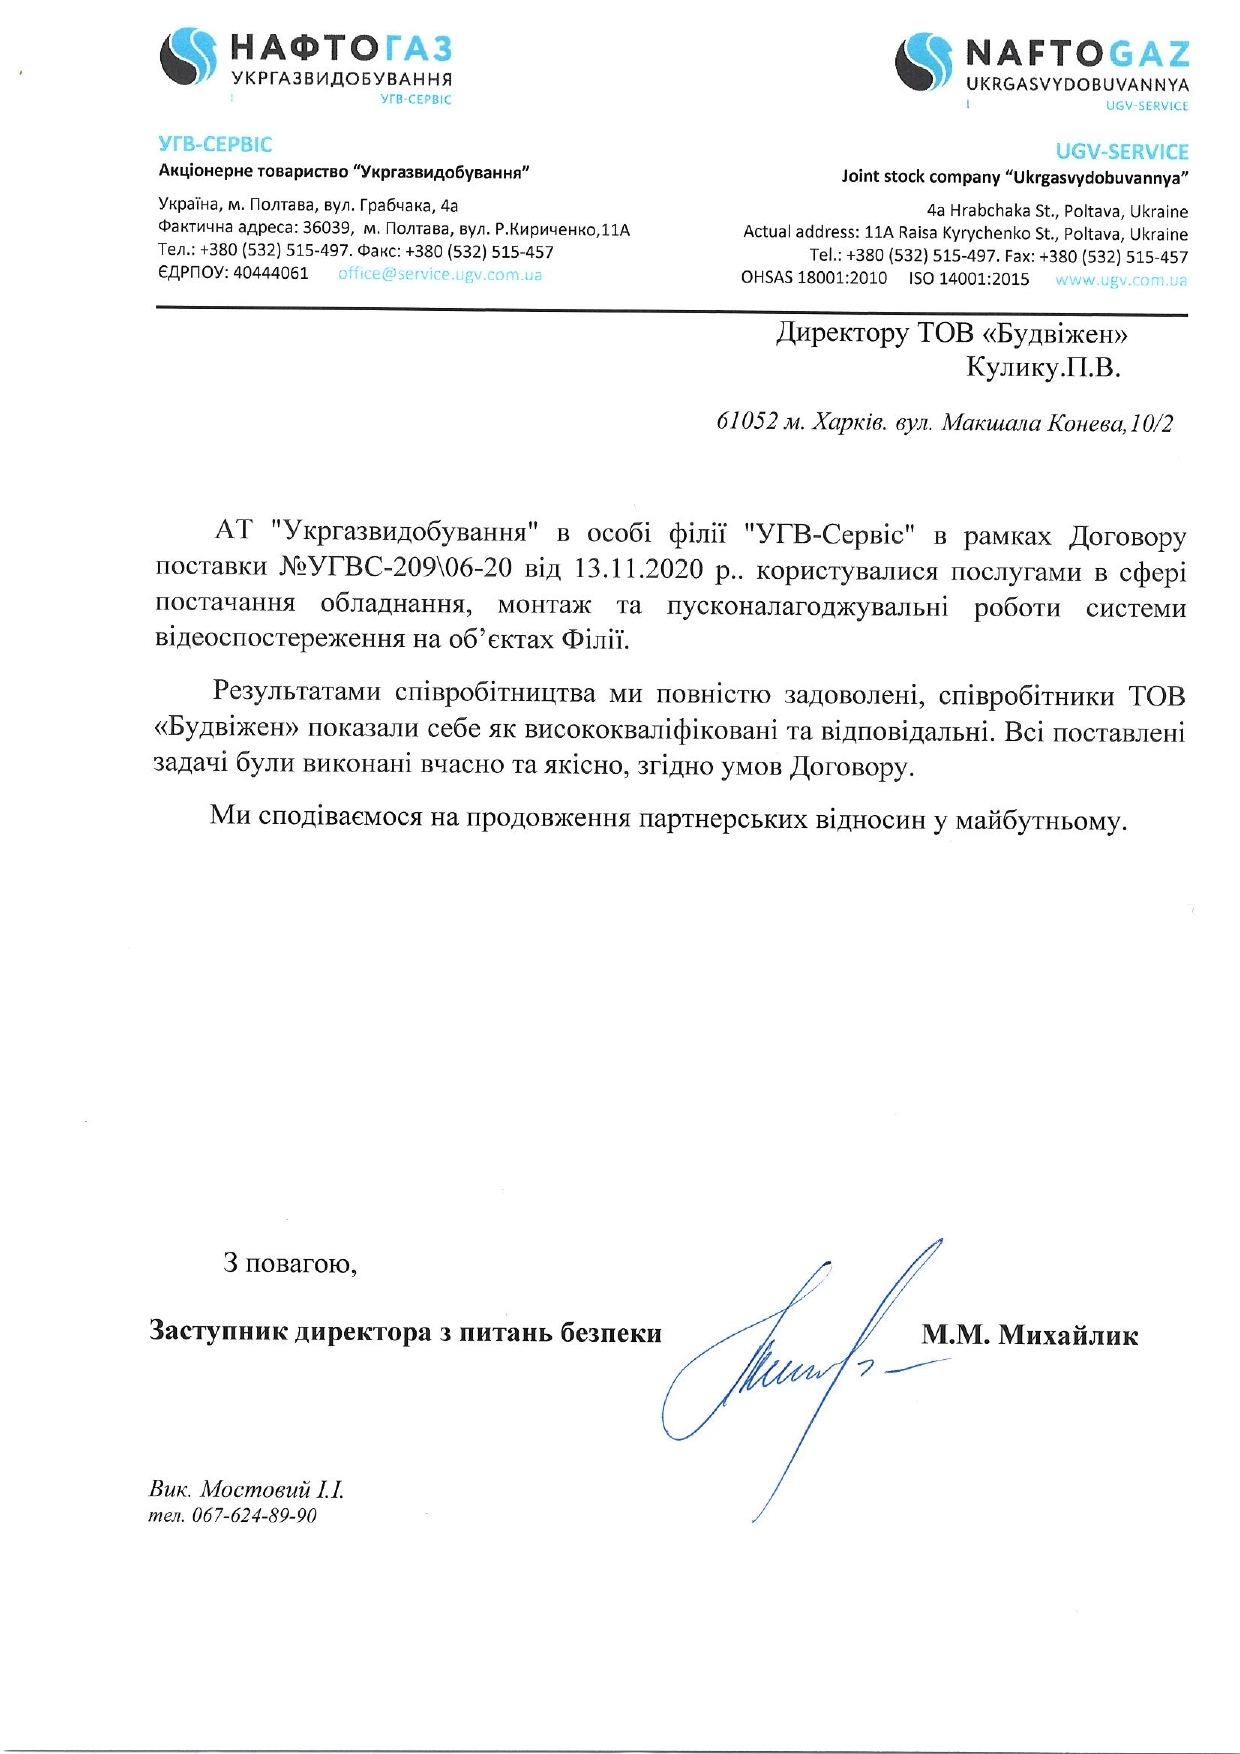 НАФТОГАЗ
УКРГАЗВИДОБУВАННЯ
УГВ-СЕРВІС
NAFTOGAZ
UKRGASVYDOBUVANNYA
UGV-SERVICE
УГВ-СЕРВІС
Акціонерне товариство “Укргазвидобування”
Україна, м. Полтава, вул. Грабчака, 4а
Фактична адреса: 36039, м. Полтава, вул. Р.Кириченко,11А
Тел.: +380 (532) 515-497. Факс: +380 (532) 515-457
ЄДРПОУ: 40444061 office@service.ugv.com.ua
UGV-SERVICE
Joint stock company “Ukrgasvydobuvannya”
4a Hrabchaka St., Poltava, Ukraine
Actual address: 11A Raisa Kyrychenko St., Poltava, Ukraine
Tel.: +380 (532) 515-497. Fax: +380 (532) 515-457
OHSAS 18001:2010 ISO 14001:2015 www.ugv.com.ua
Директору ТОВ «Будвіжен»
Кулику.П.В.
61052 м. Харків. вул. Макшала Конева,10/2
АТ "Укргазвидобування" в особі філії "УГВ-Сервіс" в рамках Договору
поставки №УГВС-209\06-20 від 13.11.2020 р.. користувалися послугами в сфері
постачання обладнання, монтаж та пусконалагоджувальні роботи системи
відеоспостереження на об’єктах Філії.
Результатами співробітництва ми повністю задоволені, співробітники ТОВ
«Будвіжен» показали себе як висококваліфіковані та відповідальні. Всі поставлені
задачі були виконані вчасно та якісно, згідно умов Договору.
Ми сподіваємося на продовження партнерських відносин у майбутньому.
З повагою,
Заступник директора з питань безпеки М.М. Михайлик
Вик. Мостовий І.І.
тел. 067-624-89-90